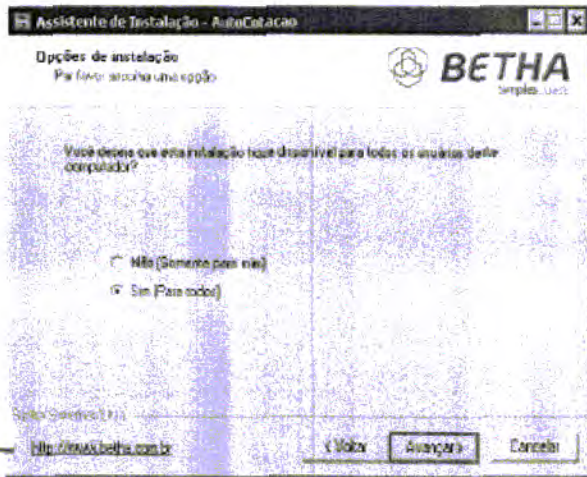 Assistente de Instalação - AutoCotacao
Opções de instalação
Por favor escolha uma opção
BETHA
Simples
Você deseja que esta instalação fique disponível para todos os usuários deste
computador?
Não (Somente para mim)
Sim (Para todos)
http://www.betha.com.br
< Voltar
Avançar >
Cancelar